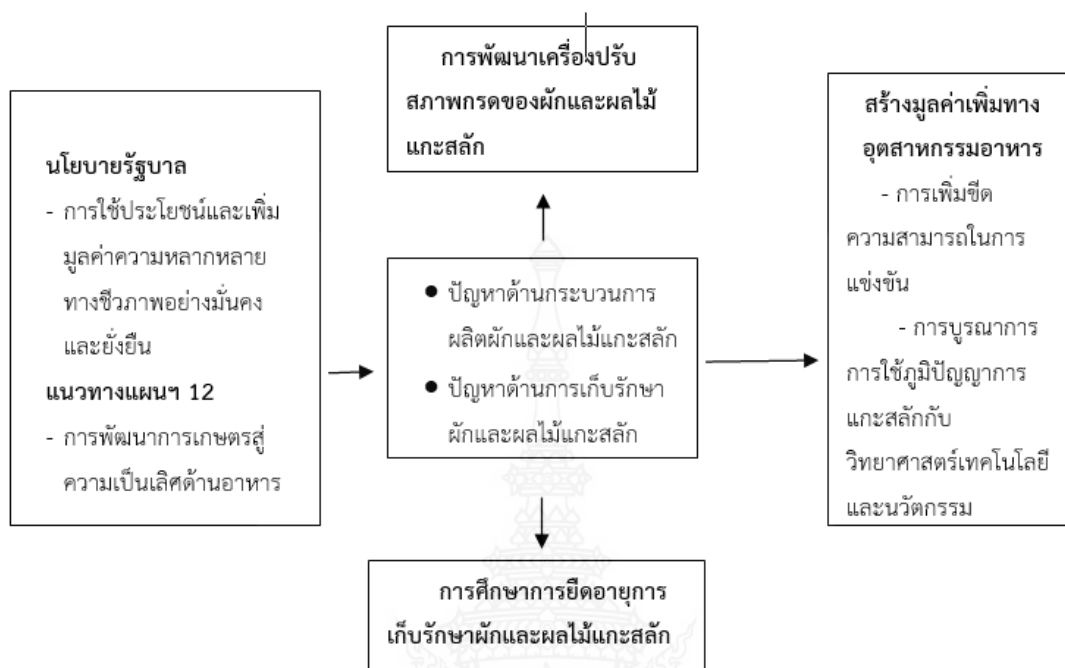 นโยบายรัฐบาล
- การใช้ประโยชน์และเพิ่ม
มูลค่าความหลากหลาย
ทางชีวภาพอย่างมั่นคง
และยั่งยืน
แนวทางแผนฯ 12
- การพัฒนาการเกษตรสู่
ความเป็นเลิศด้านอาหาร
การพัฒนาเครื่องปรับ
สภาพกรดของผักและผลไม้
แกะสลัก
● ปัญหาด้านกระบวนการ
ผลิตผักและผลไม้แกะสลัก
● ปัญหาด้านการเก็บรักษา
ผักและผลไม้แกะสลัก
การศึกษาการยืดอายุการ
เก็บรักษาผักและผลไม้แกะสลัก
สร้างมูลค่าเพิ่มทาง
อุตสาหกรรมอาหาร
- การเพิ่มขีด
ความสามารถในการ
แข่งขัน
- การบูรณาการ
การใช้ภูมิปัญญาการ
แกะสลักกับ
วิทยาศาสตร์เทคโนโลยี
และนวัตกรรม